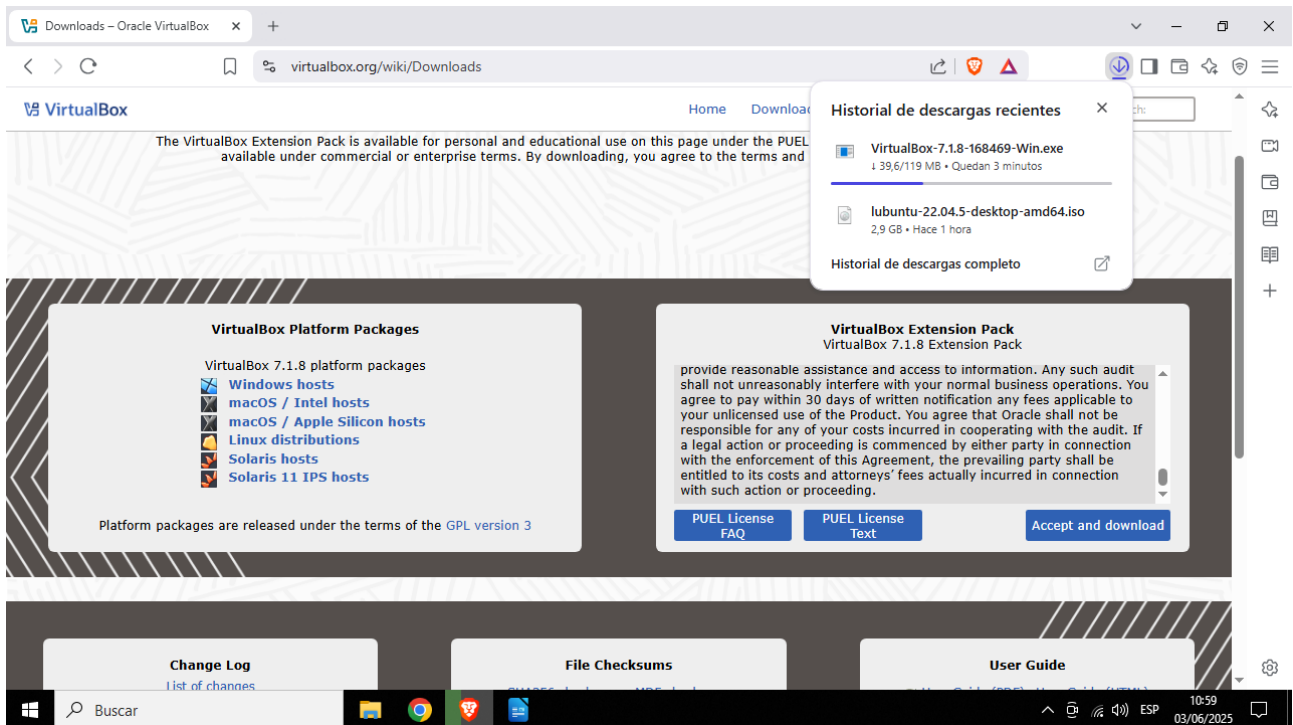 Downloads – Oracle VirtualBox
virtualbox.org/wiki/Downloads
VirtualBox
Home Downloa
ch:
Historial de descargas recientes
VirtualBox-7.1.8-168469-Win.exe
↓ 39,6/119 MB • Quedan 3 minutos
lubuntu-22.04.5-desktop-amd64.iso
2,9 GB • Hace 1 hora
Historial de descargas completo
The VirtualBox Extension Pack is available for personal and educational use on this page under the PUEL
available under commercial or enterprise terms. By downloading, you agree to the terms and
VirtualBox Platform Packages
VirtualBox 7.1.8 platform packages
Windows hosts
macOS / Intel hosts
macOS / Apple Silicon hosts
Linux distributions
Solaris hosts
Solaris 11 IPS hosts
Platform packages are released under the terms of the GPL version 3
VirtualBox Extension Pack
VirtualBox 7.1.8 Extension Pack
provide reasonable assistance and access to information. Any such audit
shall not unreasonably interfere with your normal business operations. You
agree to pay within 30 days of written notification any fees applicable to
your unlicensed use of the Product. You agree that Oracle shall not be
responsible for any of your costs incurred in cooperating with the audit. If
a legal action or proceeding is commenced by either party in connection
with the enforcement of this Agreement, the prevailing party shall be
entitled to its costs and attorneys’ fees actually incurred in connection
with such action or proceeding.
PUEL License
FAQ
PUEL License
Text
Accept and download
Change Log
List of changes
File Checksums
User Guide
Buscar
ESP
10:59
03/06/2025